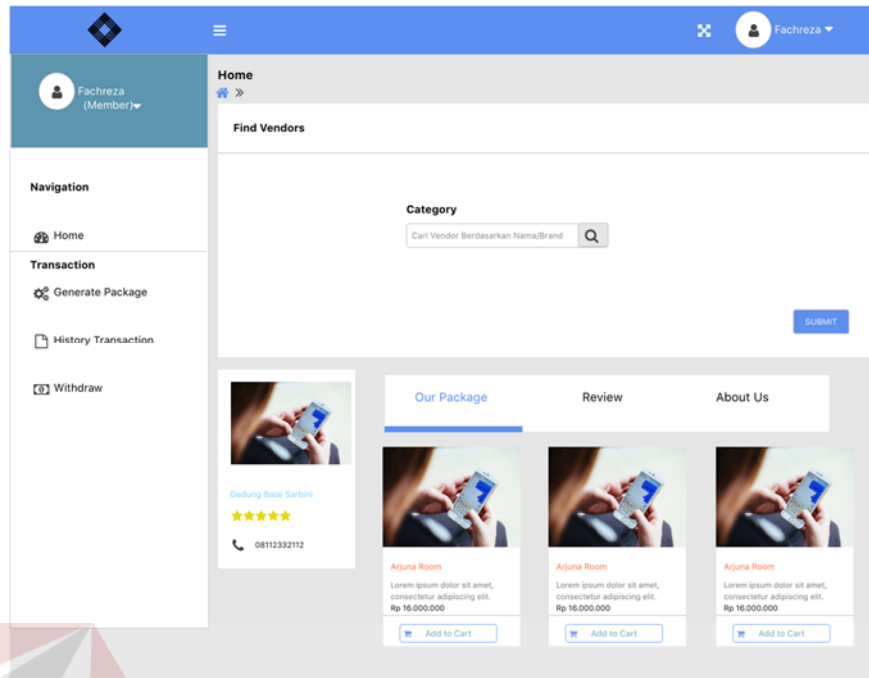 Fachreza
Fachreza
(Member)
Home
Find Vendors
Navigation
Category
Cari Vendor Berdasarkan Nama/Brand
Home
Transaction
Generate Package
SUBMIT
History Transaction
Withdraw
Our Package
Review
About Us
Gedung Balai Sarbini
08112332112
Arjuna Room
Lorem ipsum dolor sit amet,
consectetur adipiscing elit.
Rp 16.000.000
Add to Cart
Arjuna Room
Lorem ipsum dolor sit amet,
consectetur adipiscing elit.
Rp 16.000.000
Add to Cart
Arjuna Room
Lorem ipsum dolor sit amet,
consectetur adipiscing elit.
Rp 16.000.000
Add to Cart